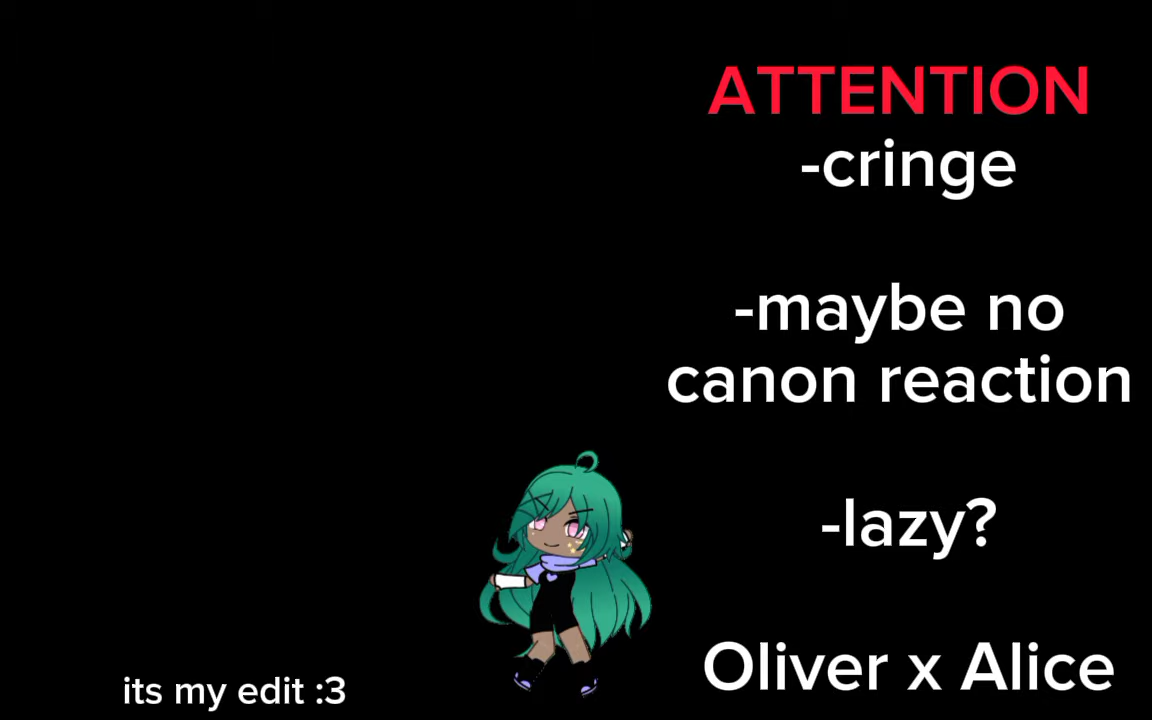 ATTENTION
-cringe
-maybe no
canon reaction
-lazy?
Oliver x Alice
its my edit :3